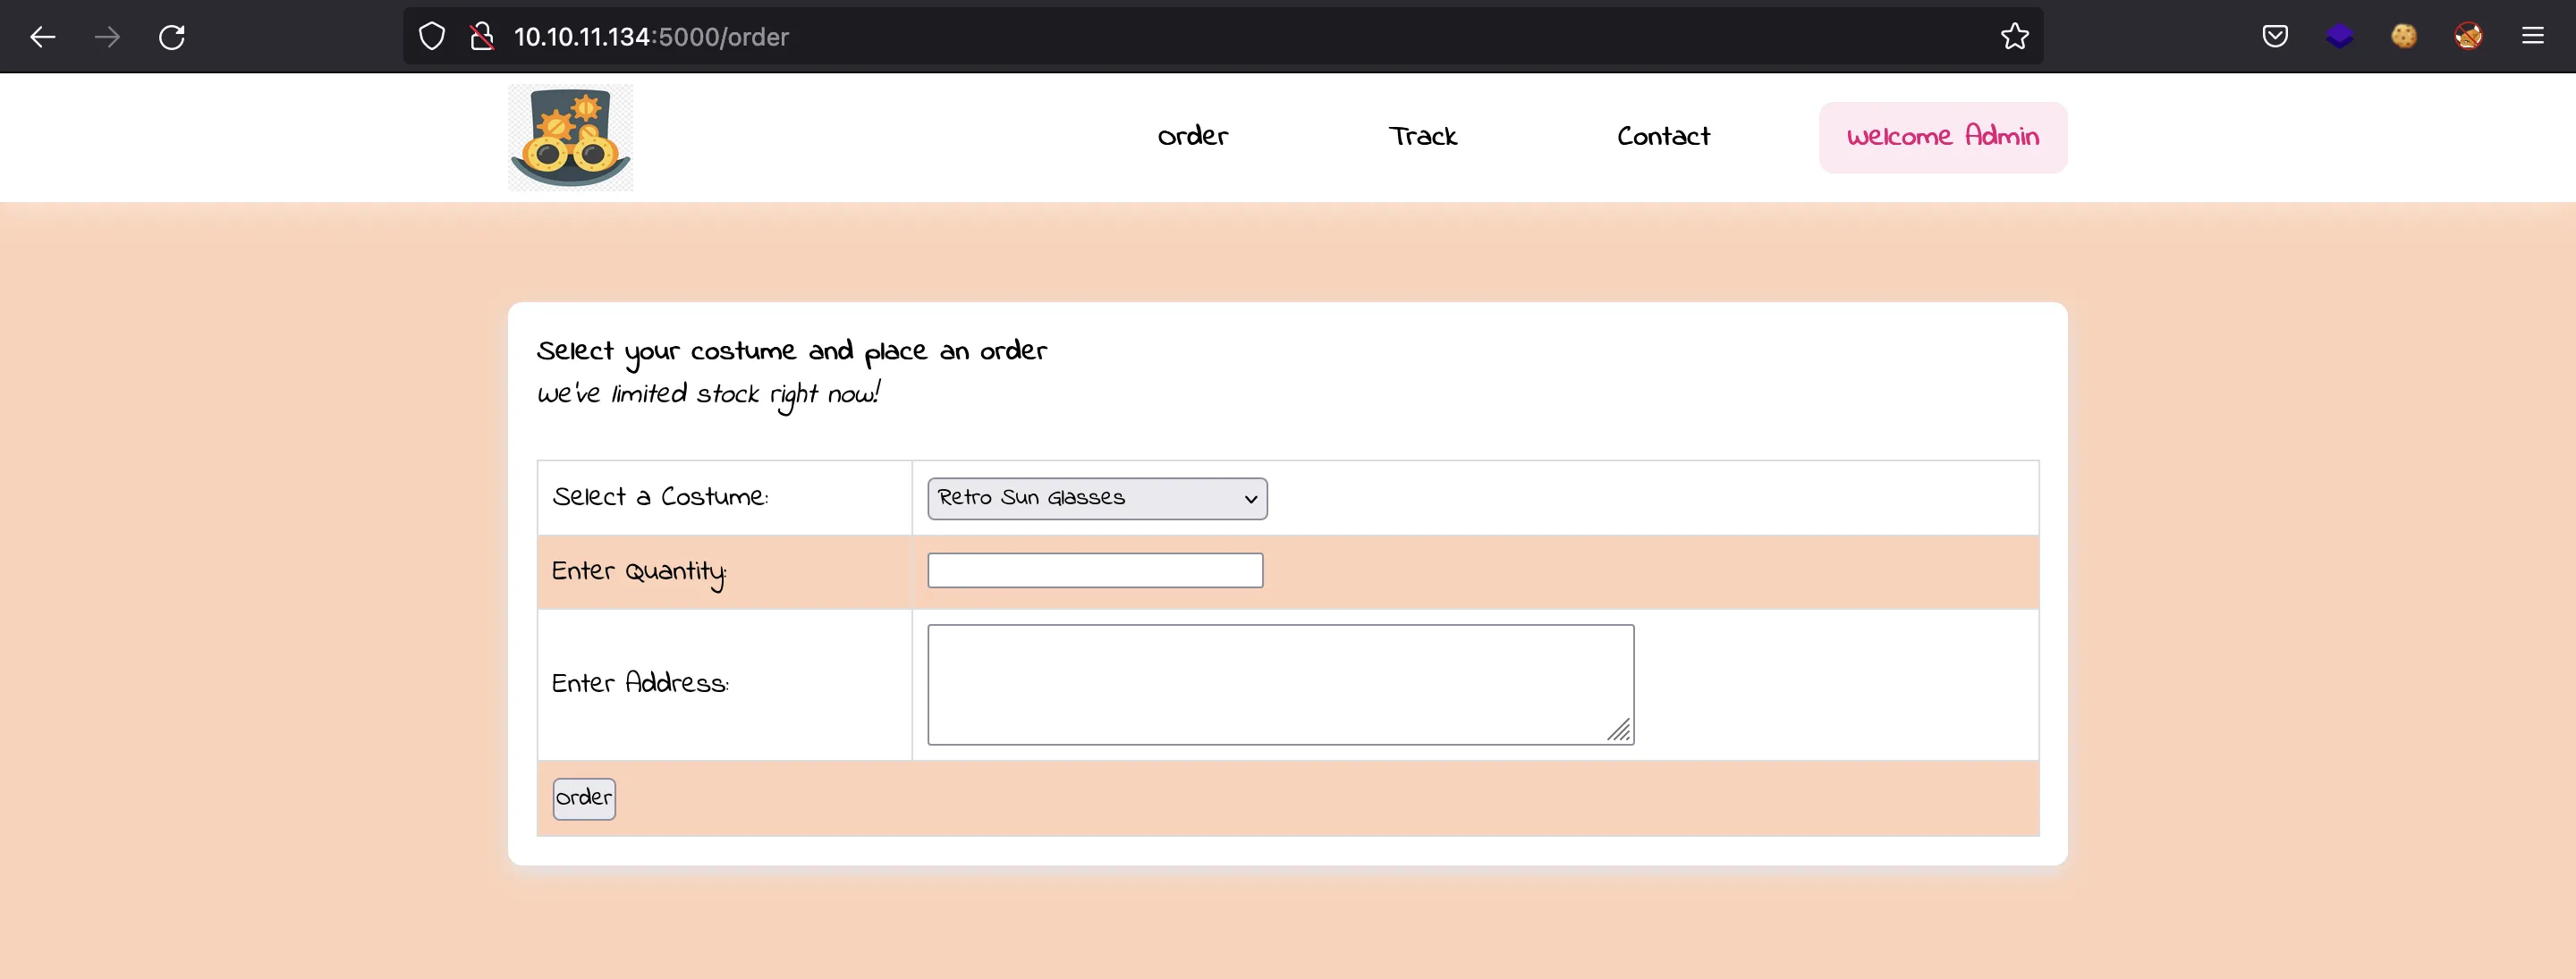 10.10.11.134:5000/order
Order Track Contact Welcome Admin
Select your costume and place an order
We've limited stock right now!
Select a Costume: Retro Sun Glasses
Enter Quantity:
Enter Address:
Order